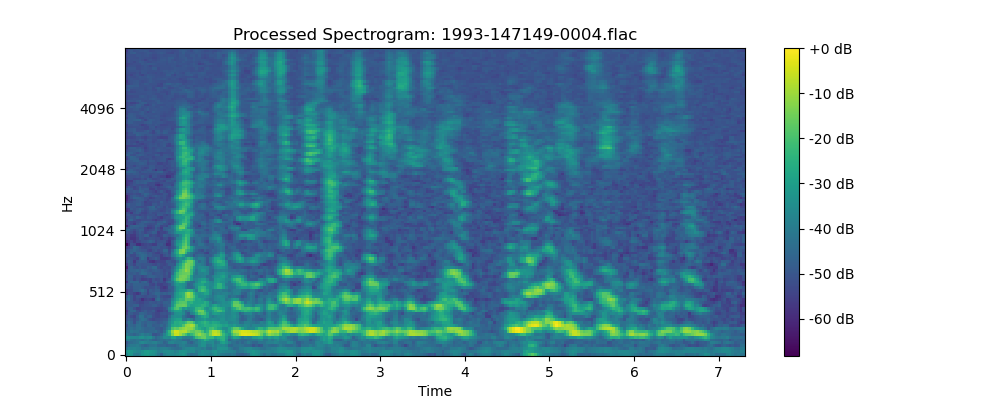 Processed Spectrogram: 1993-147149-0004.flac
Hz
4096
2048
1024
512
0
0 1 2 3 4 5 6 7
Time
+0 dB
-10 dB
-20 dB
-30 dB
-40 dB
-50 dB
-60 dB